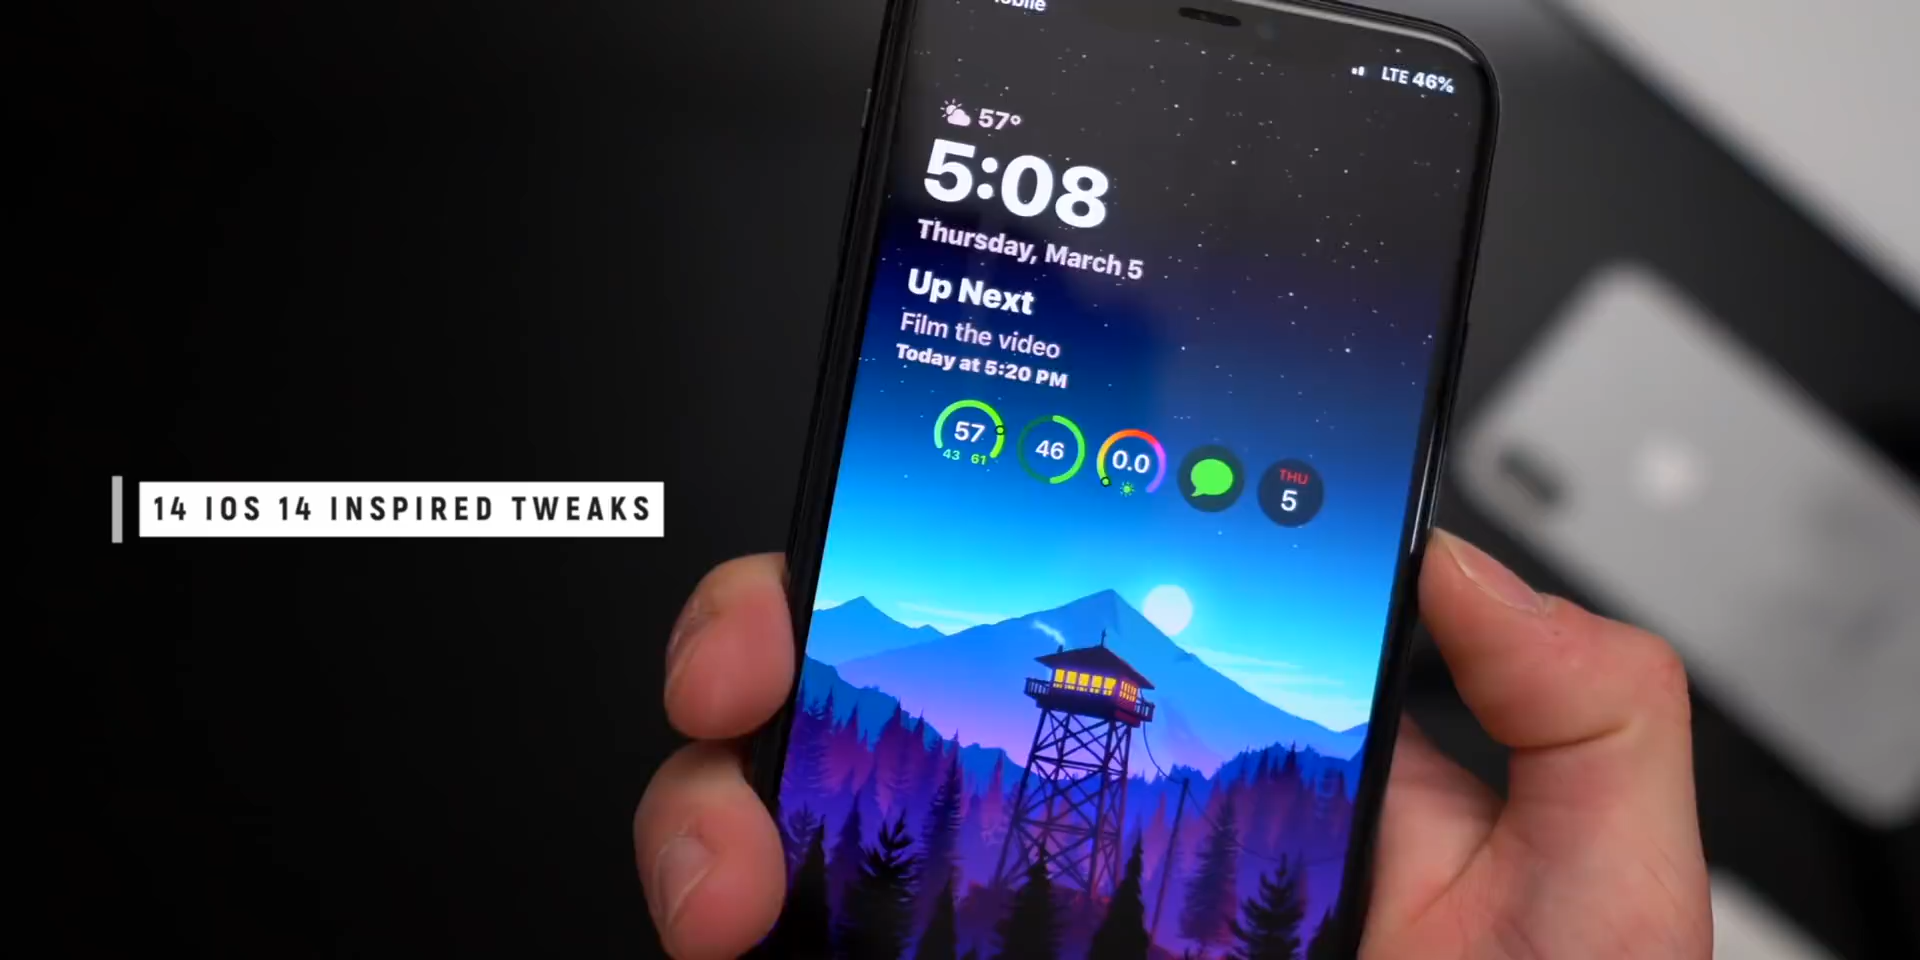 LTE 46%
57°
5:08
Thursday, March 5
Up Next
Film the video
Today at 5:20 PM
57
43 61
46
0.0
THU
5
14 IOS 14 INSPIRED TWEAKS